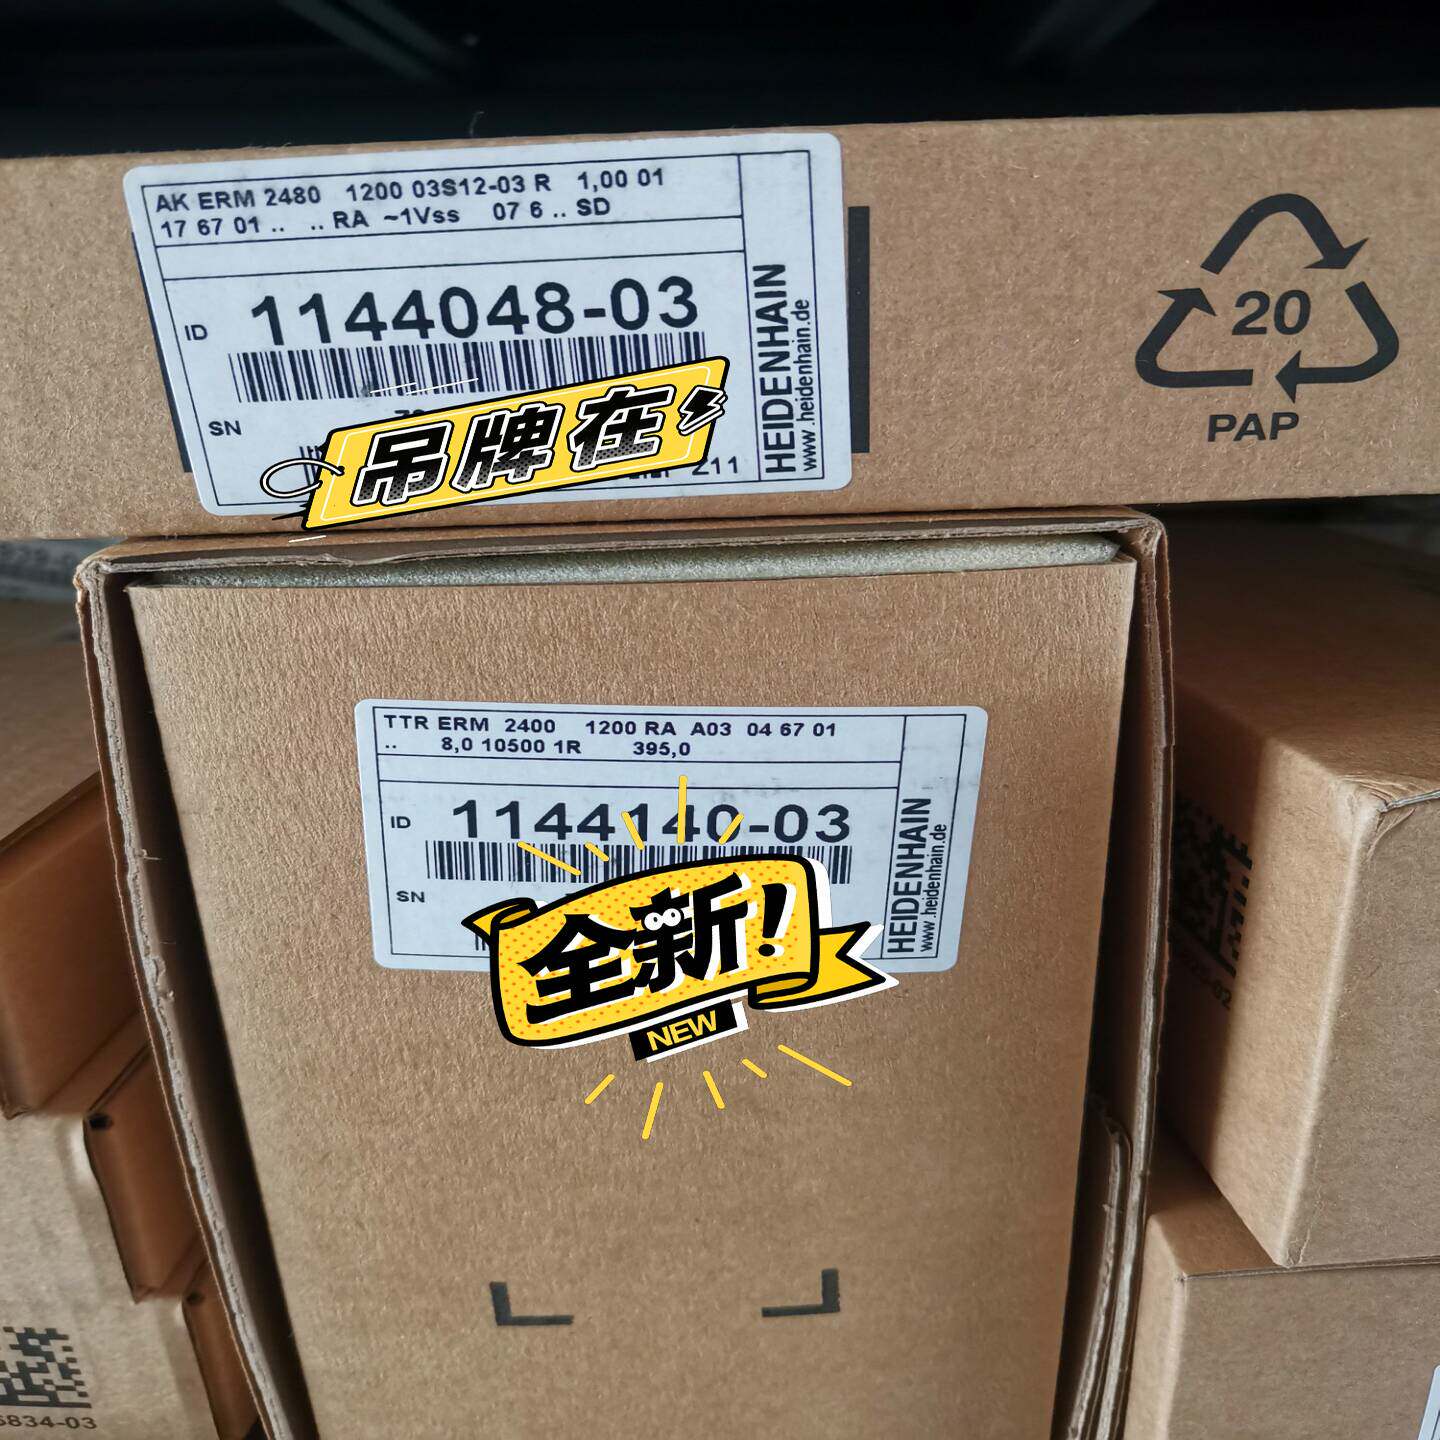 AK ERM 2480 1200 03S12-03 R 1,00 01
17 67 01 .. .. RA ~1Vss 07 6 .. SD
ID 1144048-03
SN
Z11
HEIDENHAIN
www.heidenhain.de
吊牌在
20
PAP
TTR ERM 2400 1200 RA A03 04 67 01
.. 8,0 10500 1R 395,0
ID 1144140-03
SN
HEIDENHAIN
www.heidenhain.de
全新!
NEW
6834-03